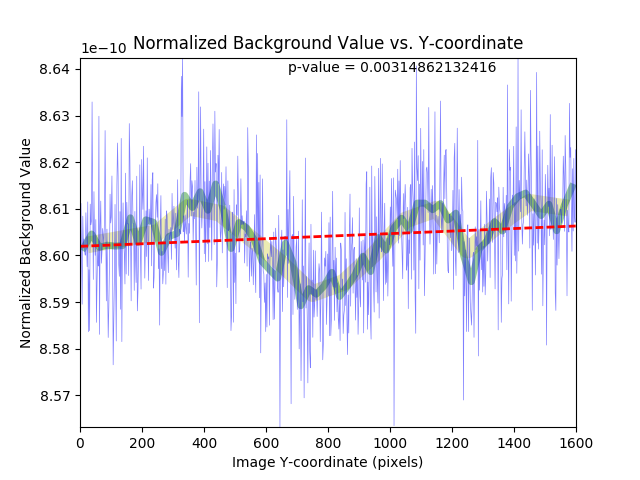 Normalized Background Value vs. Y-coordinate
1e−10
p-value = 0.00314862132416
8.64
8.63
8.62
8.61
8.60
8.59
8.58
8.57
Normalized Background Value
0 200 400 600 800 1000 1200 1400 1600
Image Y-coordinate (pixels)